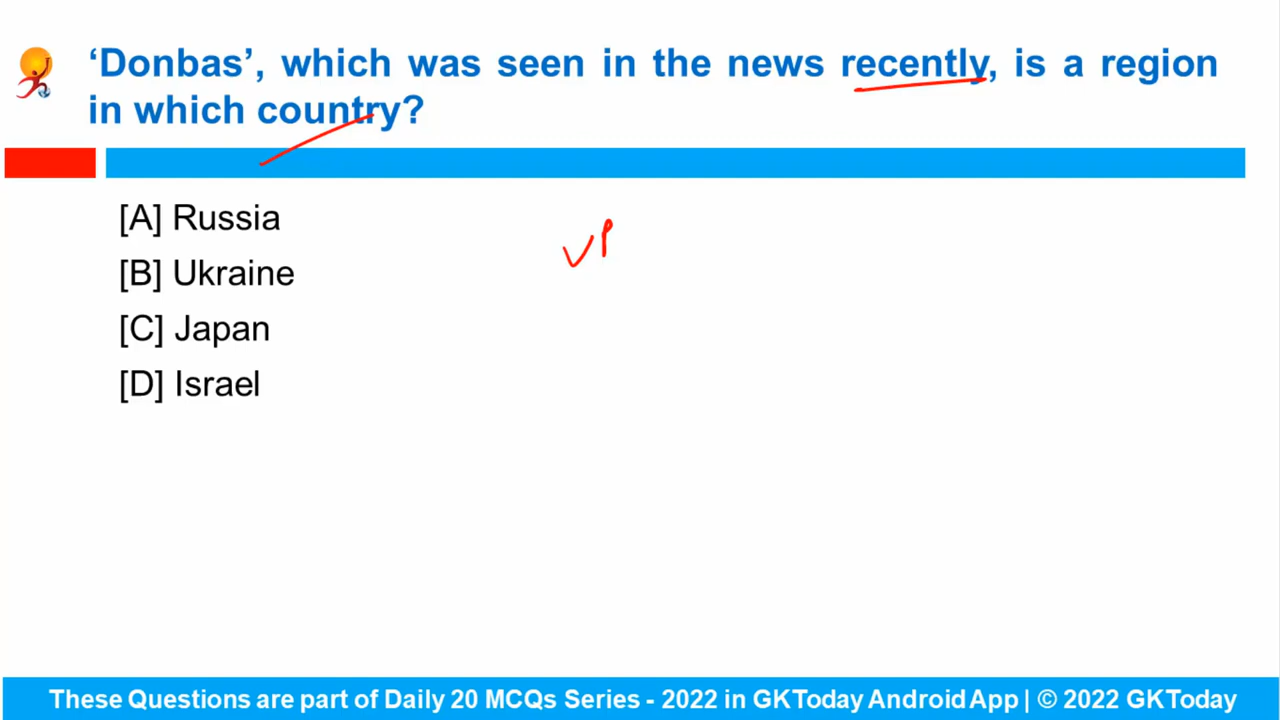 ‘Donbas’, which was seen in the news recently, is a region
in which country?
[A] Russia
[B] Ukraine
[C] Japan
[D] Israel
These Questions are part of Daily 20 MCQs Series - 2022 in GKToday Android App | © 2022 GKToday